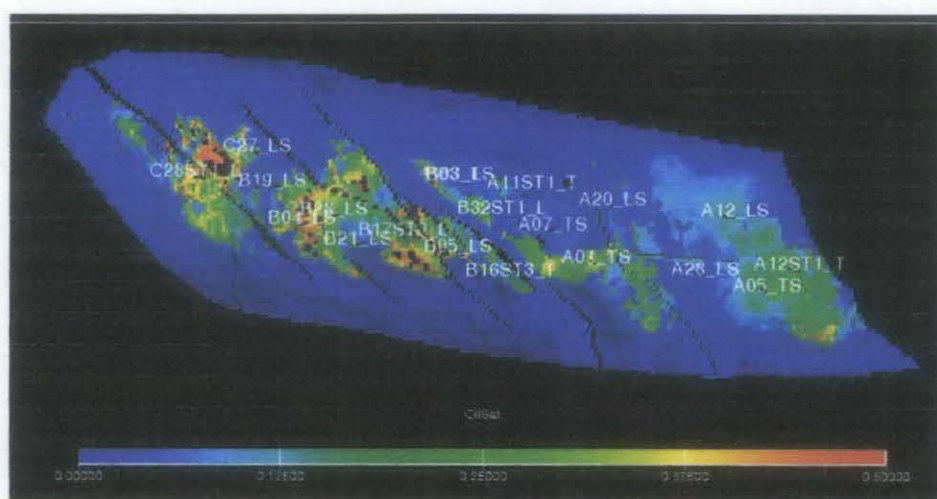 C27_LS
B19_LS
B03_LS
A11ST1_T
A20_LS
B32ST1_L
A07_TS
A12_LS
B21_LS
B05_LS
B16ST3_T
A01_TS
A28_LS
A12ST1_T
A05_TS
OilSat
0.00000 0.12500 0.25000 0.37500 0.50000